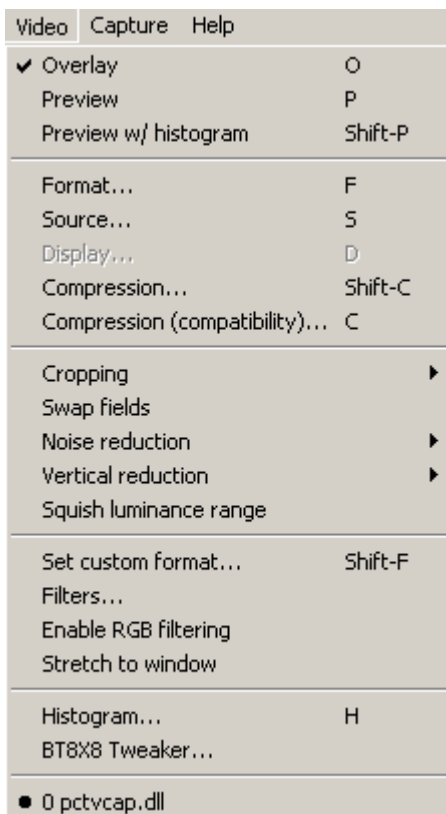 Video Capture Help
Overlay O
Preview P
Preview w/ histogram Shift-P
Format... F
Source... S
Display... D
Compression... Shift-C
Compression (compatibility)... C
Cropping
Swap fields
Noise reduction
Vertical reduction
Squish luminance range
Set custom format... Shift-F
Filters...
Enable RGB filtering
Stretch to window
Histogram... H
BT8X8 Tweaker...
0 pctvcap.dll